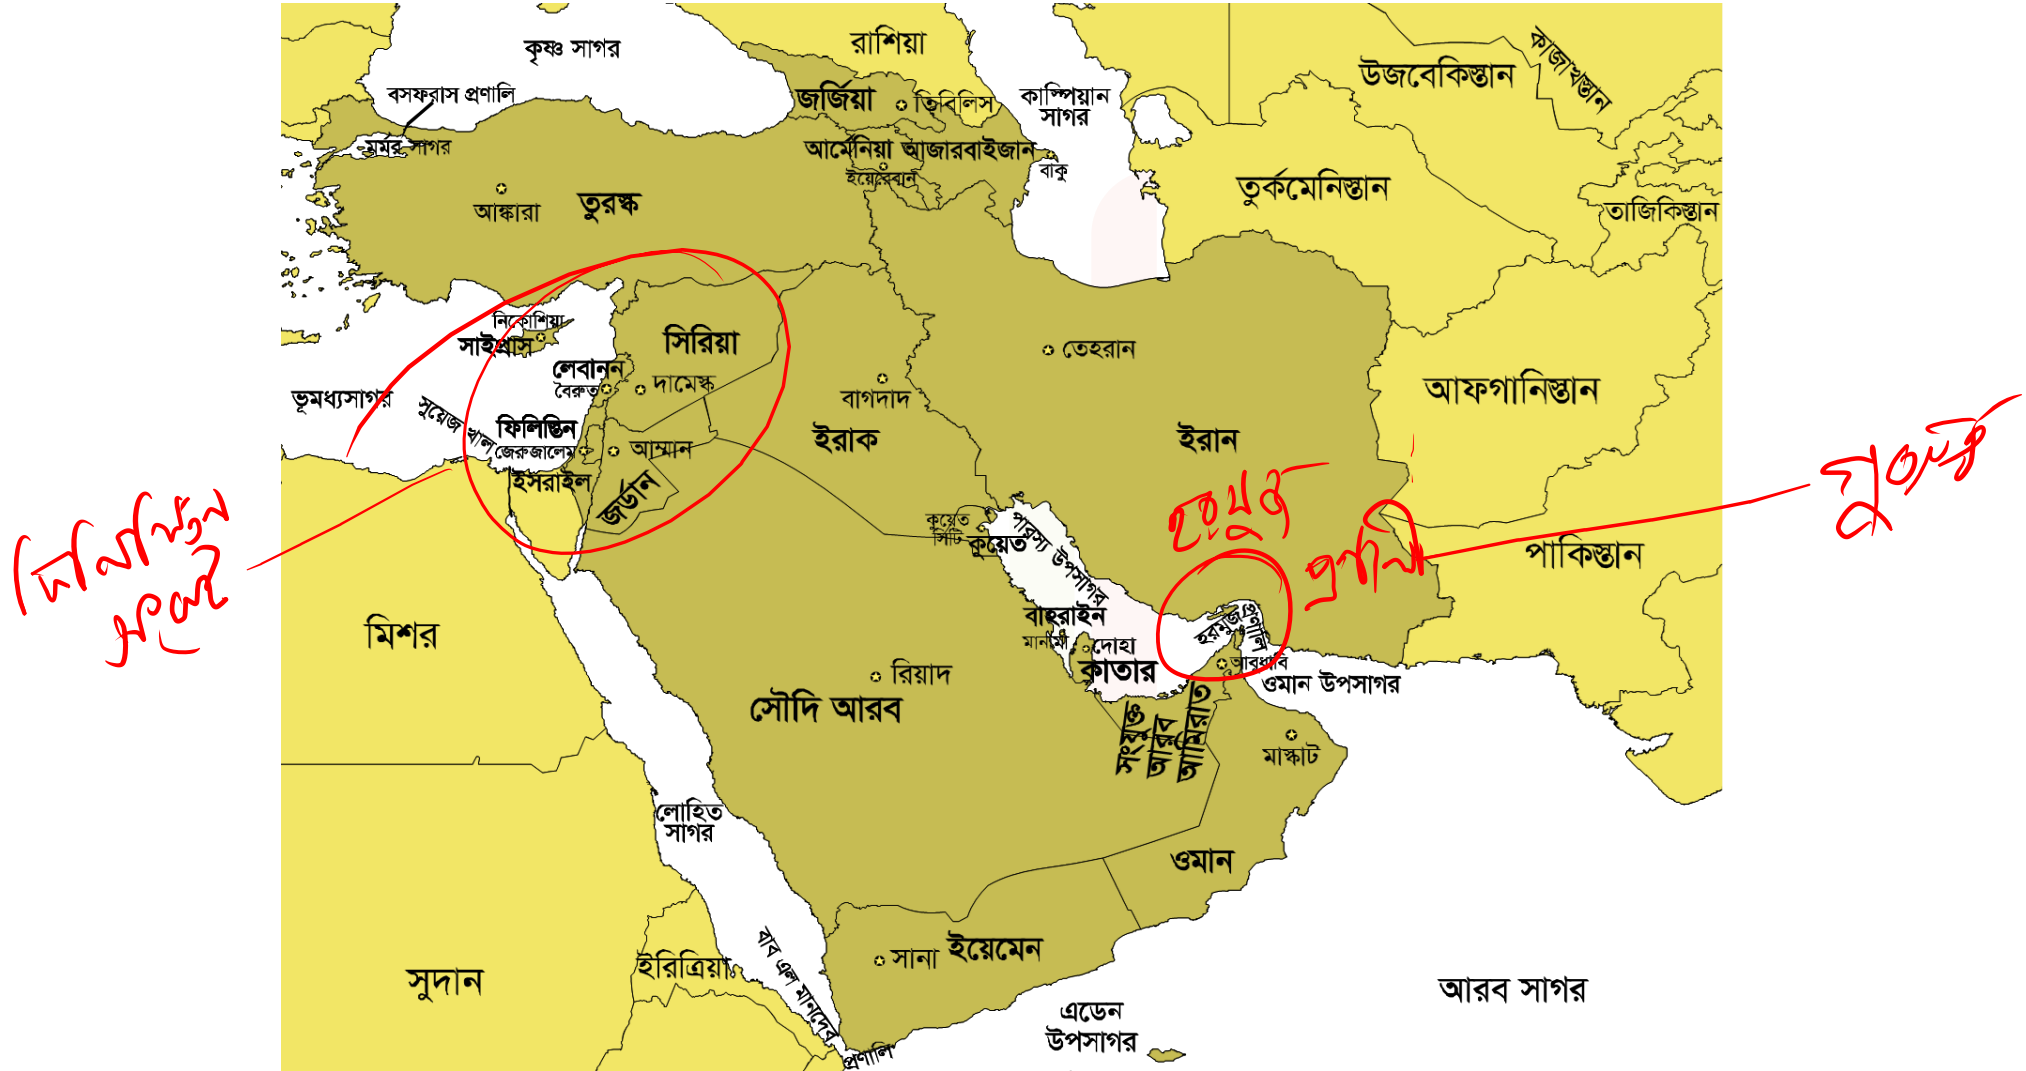 কৃষ্ণ সাগর
রাশিয়া
উজবেকিস্তান
কাজাখস্তান
বসফরাস প্রণালি
জর্জিয়া
তিবিলিস
কাস্পিয়ান
সাগর
মর্মর সাগর
আর্মেনিয়া
আজারবাইজান
ইয়েরেবান
বাকু
তুরস্ক
আঙ্কারা
তুর্কমেনিস্তান
তাজিকিস্তান
নিকোশিয়া
সাইপ্রাস
সিরিয়া
লেবানন
বৈরুত
দামেস্ক
তেহরান
বাগদাদ
আফগানিস্তান
ভূমধ্যসাগর
সুয়েজ খাল
ফিলিস্তিন
জেরুজালেম
আম্মান
ইরাক
ইরান
ইসরাইল
জর্ডান
হরমুজ
প্রণালী
গুরুত্ব
কুয়েত
সিটি
কুয়েত
পারস্য উপসাগর
পাকিস্তান
সংকট
মিশর
বাহরাইন
মানামা
দোহা
কাতার
হরমুজ প্রণালি
আবুধাবি
ওমান উপসাগর
রিয়াদ
সৌদি আরব
সংযুক্ত
আরব
আমিরাত
মাস্কাট
লোহিত
সাগর
ওমান
সুদান
ইরিত্রিয়া
বাব এল মানদেব
প্রণালি
সানা
ইয়েমেন
এডেন
উপসাগর
আরব সাগর